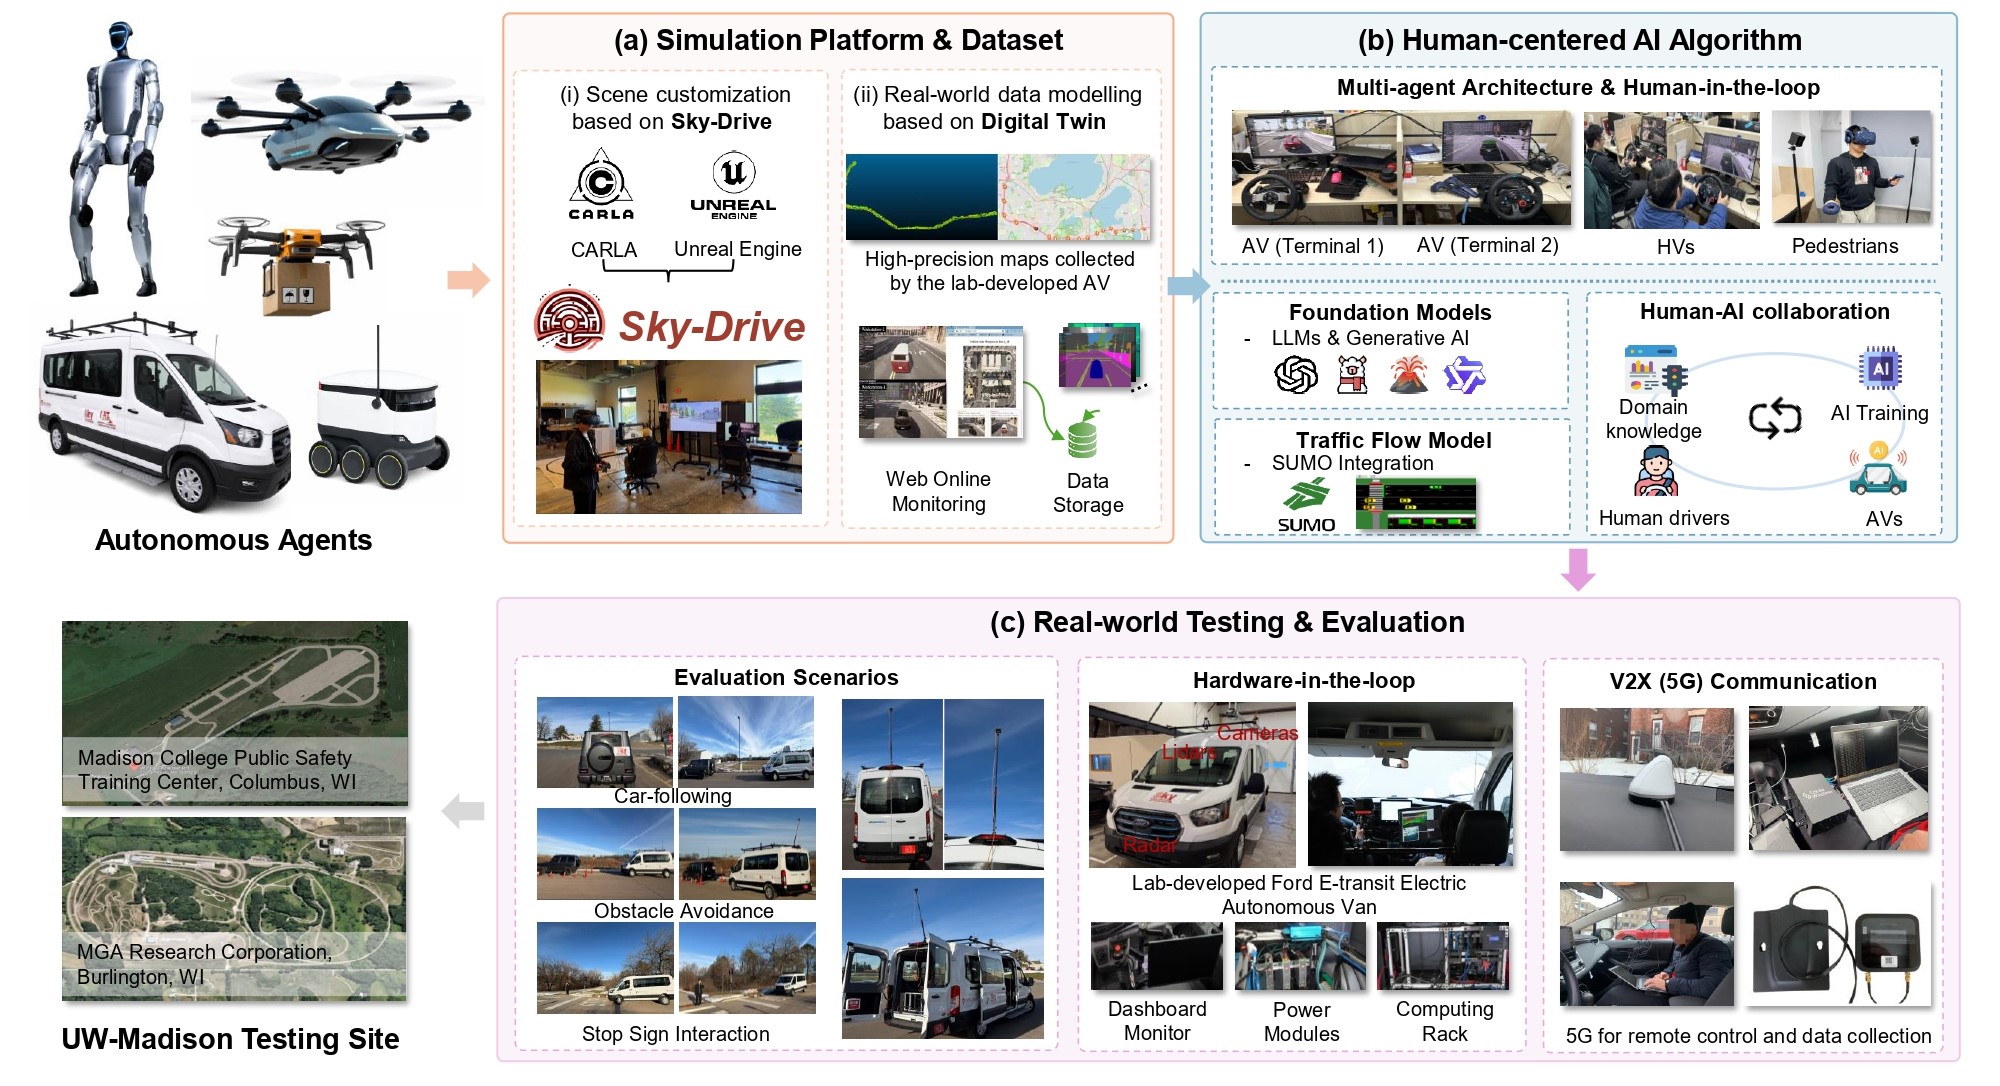 Autonomous Agents
(a) Simulation Platform & Dataset
(i) Scene customization
based on Sky-Drive
CARLA
UNREAL
ENGINE
CARLA
Unreal Engine
Sky-Drive
(ii) Real-world data modelling
based on Digital Twin
High-precision maps collected
by the lab-developed AV
Web Online
Monitoring
Data
Storage
(b) Human-centered AI Algorithm
Multi-agent Architecture & Human-in-the-loop
AV (Terminal 1)
AV (Terminal 2)
HVs
Pedestrians
Foundation Models
- LLMs & Generative AI
Traffic Flow Model
- SUMO Integration
SUMO
Human-AI collaboration
AI
Domain
knowledge
AI Training
AI
Human drivers
AVs
(c) Real-world Testing & Evaluation
Evaluation Scenarios
Car-following
Obstacle Avoidance
Stop Sign Interaction
Hardware-in-the-loop
Cameras
Lidars
Radar
Lab-developed Ford E-transit Electric
Autonomous Van
Dashboard
Monitor
Power
Modules
Computing
Rack
V2X (5G) Communication
5G for remote control and data collection
Madison College Public Safety
Training Center, Columbus, WI
MGA Research Corporation,
Burlington, WI
UW-Madison Testing Site